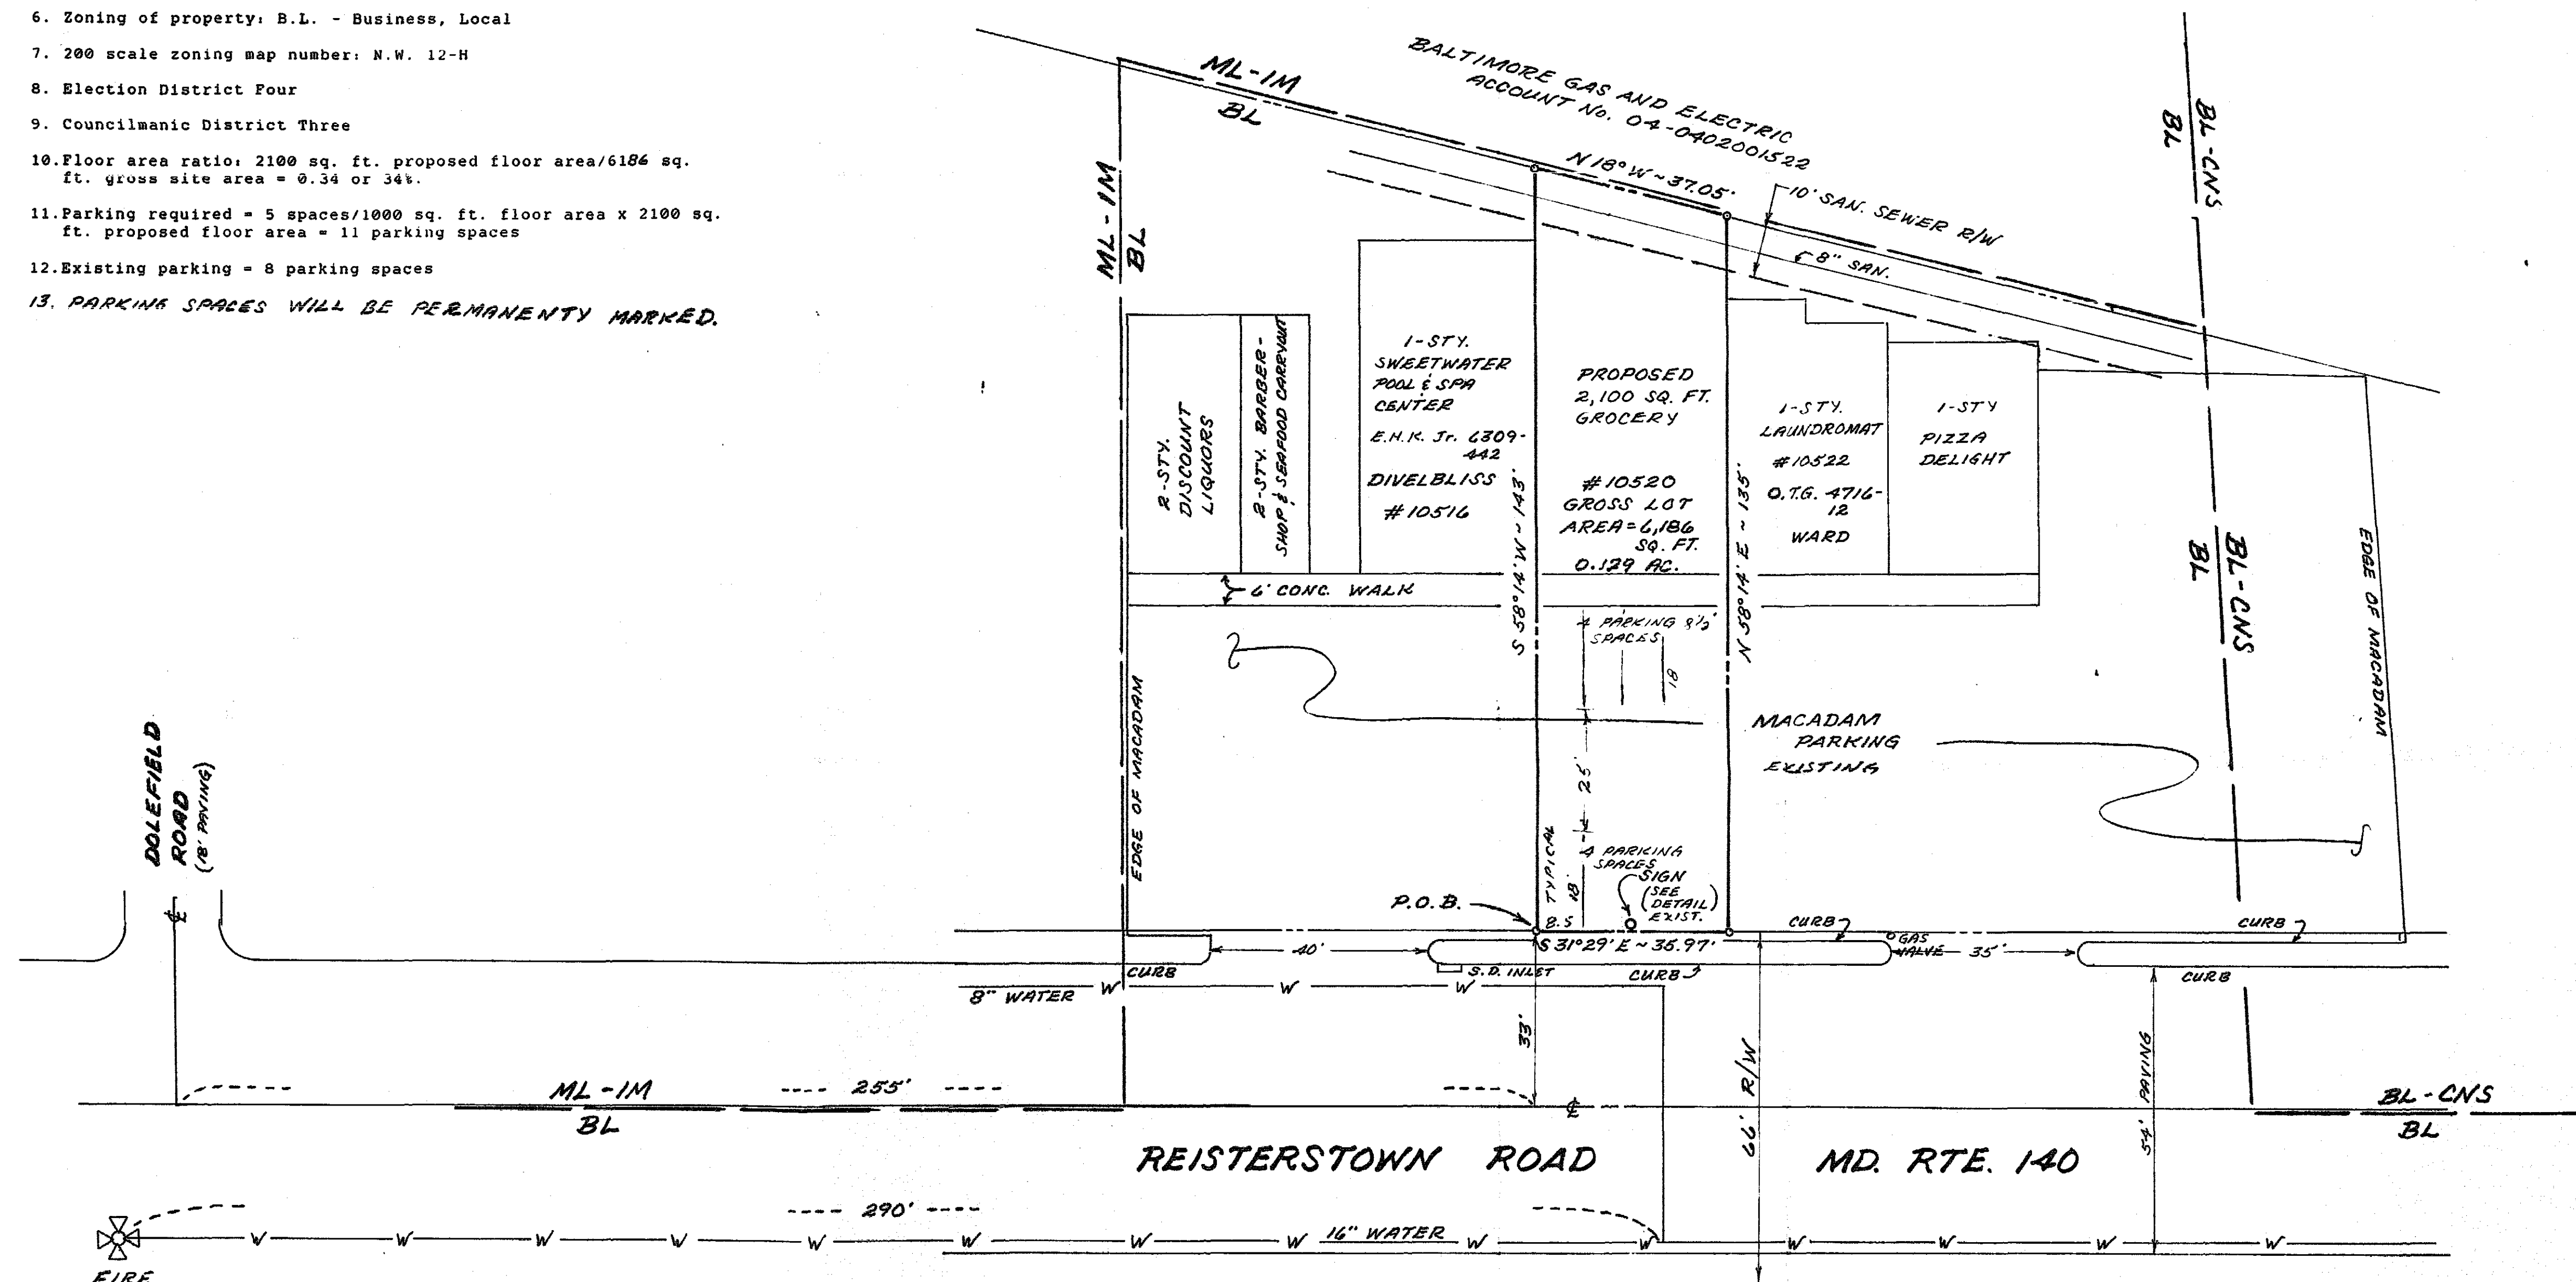 6. Zoning of property: B.L. - Business, Local
7. 200 scale zoning map number: N.W. 12-H
8. Election District Four
9. Councilmanic District Three
10.Floor area ratio: 2100 sq. ft. proposed floor area/6186 sq.
ft. gross site area = 0.34 or 34%.
11.Parking required = 5 spaces/1000 sq. ft. floor area x 2100 sq.
ft. proposed floor area = 11 parking spaces
12.Existing parking = 8 parking spaces
13. PARKING SPACES WILL BE PERMANENTY MARKED.
ML-IM
BL
BALTIMORE GAS AND ELECTRIC
ACCOUNT No. 04-0402001522
N 18° W ~ 37.05'
10' SAN. SEWER R/W
8" SAN.
BL-CNS
BL
ML-IM
BL
2-STY.
DISCOUNT
LIQUORS
2-STY. BARBER-
SHOP & SEAFOOD CARRYOUT
1-STY.
SWEETWATER
POOL & SPA
CENTER
E.H.K. Jr. 6309-
442
DIVELBLISS
#10516
S 58°14' W ~ 143'
PROPOSED
2,100 SQ. FT.
GROCERY
#10520
GROSS LOT
AREA=6,186
SQ. FT.
0.129 AC.
N 58°14' E ~ 135'
1-STY.
LAUNDROMAT
#10522
O.T.G. 4716-
12
WARD
1-STY
PIZZA
DELIGHT
BL-CNS
BL
EDGE OF MACADAM
6' CONC. WALK
4 PARKING 8½'
SPACES
18
MACADAM
PARKING
EXISTING
25'
EDGE OF MACADAM
DOLEFIELD
ROAD
(18' PAVING)
℄
4 PARKING
SPACES
TYPICAL
18'
8.5
SIGN
(SEE
DETAIL)
EXIST.
P.O.B.
S 31°29' E ~ 35.97'
CURB
GAS
VALVE
35'
CURB
40'
CURB
S.D. INLET
CURB
CURB
8" WATER W W W
33'
66' R/W
54' PAVING
ML-IM
BL
255'
℄
BL-CNS
BL
REISTERSTOWN ROAD MD. RTE. 140
290'
W W W W W W W W 16" WATER W W W W W W
FIRE